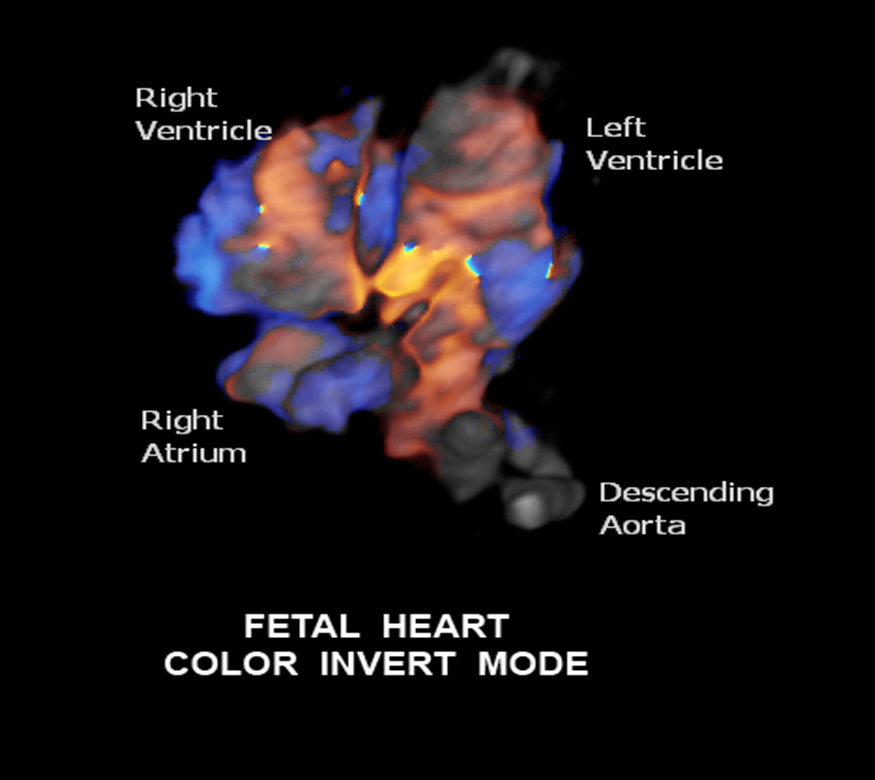 Right
Ventricle
Left
Ventricle
Right
Atrium
Descending
Aorta
FETAL HEART
COLOR INVERT MODE